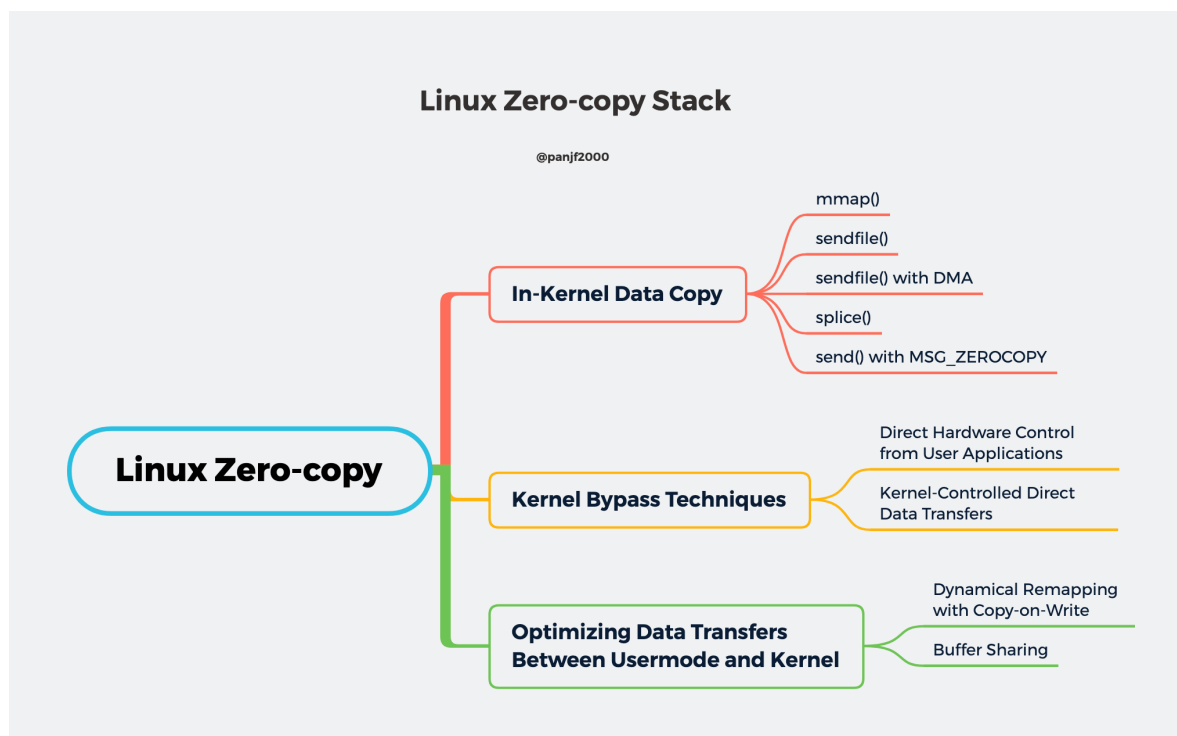 Linux Zero-copy Stack
@panjf2000
mmap()
sendfile()
In-Kernel Data Copy
sendfile() with DMA
splice()
send() with MSG_ZEROCOPY
Linux Zero-copy
Kernel Bypass Techniques
Direct Hardware Control
from User Applications
Kernel-Controlled Direct
Data Transfers
Optimizing Data Transfers
Between Usermode and Kernel
Dynamical Remapping
with Copy-on-Write
Buffer Sharing